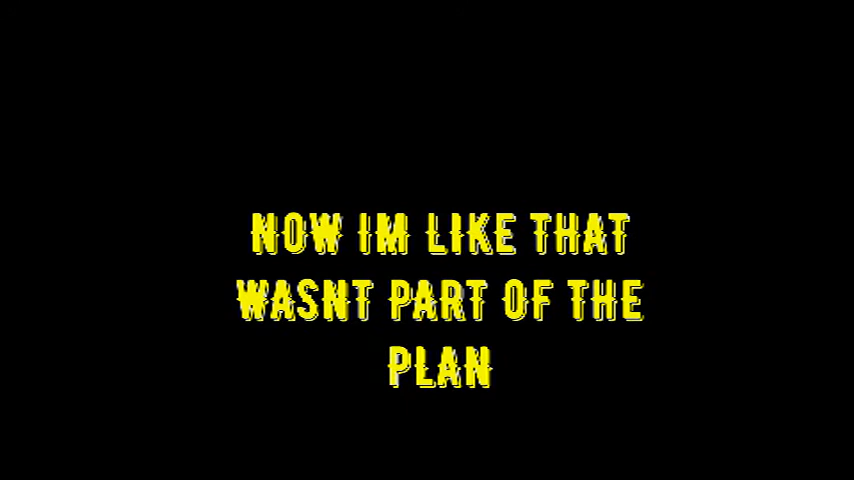 NOW IM LIKE THAT
WASNT PART OF THE
PLAN